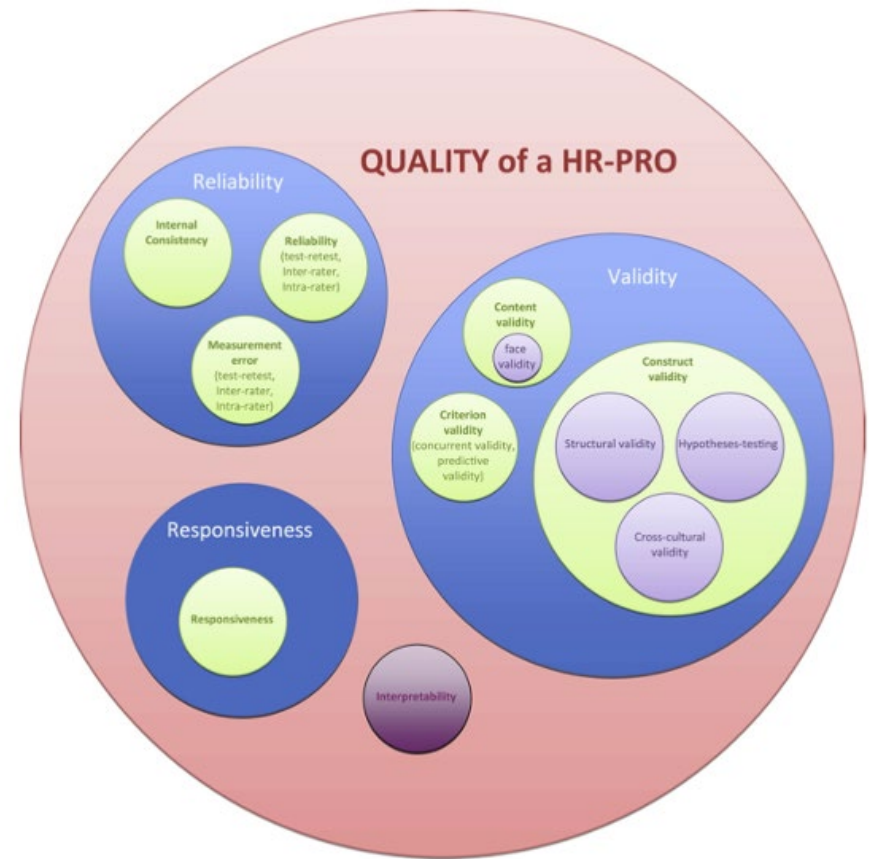 QUALITY of a HR-PRO
Reliability
Internal
Consistency
Reliability
(test-retest,
Inter-rater,
Intra-rater)
Measurement
error
(test-retest,
Inter-rater,
Intra-rater)
Validity
Content
validity
face
validity
Criterion
validity
(concurrent validity,
predictive
validity)
Construct
validity
Structural validity
Hypotheses-testing
Cross-cultural
validity
Responsiveness
Responsiveness
Interpretability